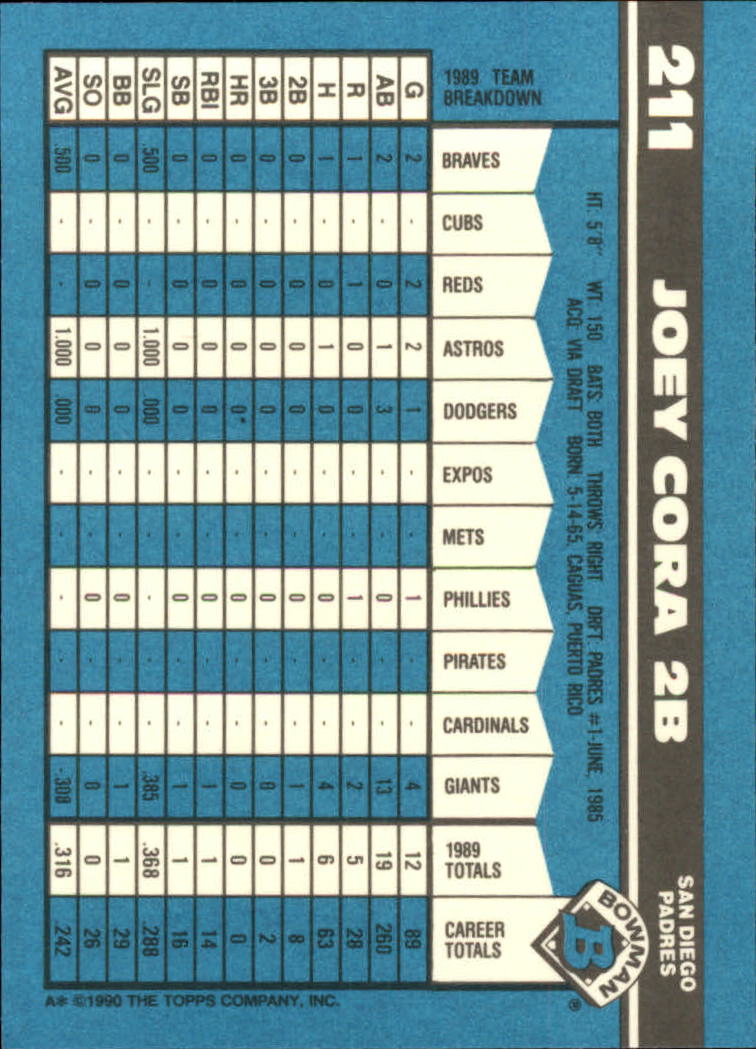 211 JOEY CORA 2B SAN DIEGO PADRES
HT: 5'8" WT: 150 BATS: BOTH THROWS: RIGHT DRFT: PADRES #1-JUNE, 1985
ACQ: VIA DRAFT BORN: 5-14-65, CAGUAS, PUERTO RICO
BOWMAN
B
®
1989 TEAM BREAKDOWN G AB R H 2B 3B HR RBI SB SLG BB SO AVG
BRAVES 2 2 1 1 0 0 0 0 0 .500 0 0 .500
CUBS - - - - - - - - - - - - -
REDS 2 0 1 0 0 0 0 0 0 - 0 0 -
ASTROS 2 1 0 1 0 0 0 0 0 1.000 0 0 1.000
DODGERS 1 3 0 0 0 0 0 0 0 .000 0 0 .000
EXPOS - - - - - - - - - - - - -
METS - - - - - - - - - - - - -
PHILLIES 1 0 1 0 0 0 0 0 0 - 0 0 -
PIRATES - - - - - - - - - - - - -
CARDINALS - - - - - - - - - - - - -
GIANTS 4 13 2 4 1 0 0 1 1 .385 1 0 .308
1989 TOTALS 12 19 5 6 1 0 0 1 1 .368 1 0 .316
CAREER TOTALS 89 260 28 63 8 2 0 14 16 .288 29 26 .242
A* ©1990 THE TOPPS COMPANY, INC.